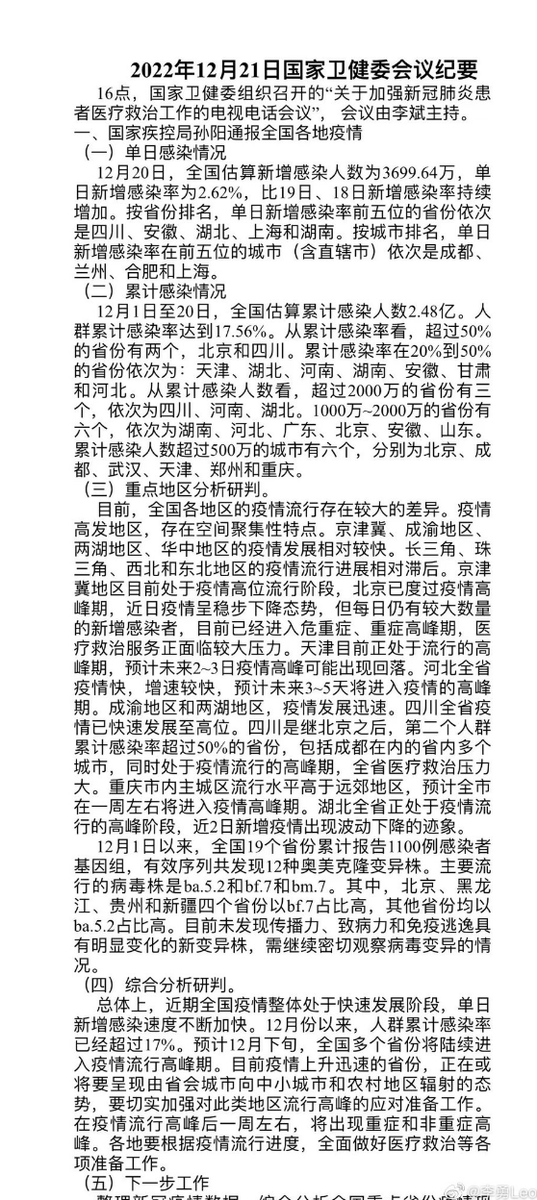 2022年12月21日国家卫健委会议纪要
16点，国家卫健委组织召开的“关于加强新冠肺炎患
者医疗救治工作的电视电话会议”，会议由李斌主持。
一、国家疾控局孙阳通报全国各地疫情
（一）单日感染情况
12月20日，全国估算新增感染人数为3699.64万，单
日新增感染率为2.62%，比19日、18日新增感染率持续
增加。按省份排名，单日新增感染率前五位的省份依次
是四川、安徽、湖北、上海和湖南。按城市排名，单日
新增感染率在前五位的城市（含直辖市）依次是成都、
兰州、合肥和上海。
（二）累计感染情况
12月1日至20日，全国估算累计感染人数2.48亿。人
群累计感染率达到17.56%。从累计感染率看，超过50%
的省份有两个，北京和四川。累计感染率在20%到50%
的省份依次为：天津、湖北、河南、湖南、安徽、甘肃
和河北。从累计感染人数看，超过2000万的省份有三
个，依次为四川、河南、湖北。1000万~2000万的省份有
六个，依次为湖南、河北、广东、北京、安徽、山东。
累计感染人数超过500万的城市有六个，分别为北京、成
都、武汉、天津、郑州和重庆。
（三）重点地区分析研判。
目前，全国各地区的疫情流行存在较大的差异。疫情
高发地区，存在空间聚集性特点。京津冀、成渝地区、
两湖地区、华中地区的疫情发展相对较快。长三角、珠
三角、西北和东北地区的疫情流行进展相对滞后。京津
冀地区目前处于疫情高位流行阶段，北京已度过疫情高
峰期，近日疫情呈稳步下降态势，但每日仍有较大数量
的新增感染者，目前已经进入危重症、重症高峰期，医
疗救治服务正面临较大压力。天津目前正处于流行的高
峰期，预计未来2~3日疫情高峰可能出现回落。河北全省
疫情快，增速较快，预计未来3~5天将进入疫情的高峰
期。成渝地区和两湖地区，疫情发展迅速。四川全省疫
情已快速发展至高位。四川是继北京之后，第二个人群
累计感染率超过50%的省份，包括成都在内的省内多个
城市，同时处于疫情流行的高峰期，全省医疗救治压力
大。重庆市内主城区流行水平高于远郊地区，预计全市
在一周左右将进入疫情高峰期。湖北全省正处于疫情流
行的高峰阶段，近2日新增疫情出现波动下降的迹象。
12月1日以来，全国19个省份累计报告1100例感染者
基因组，有效序列共发现12种奥美克隆变异株。主要流
行的病毒株是ba.5.2和bf.7和bm.7。其中，北京、黑龙
江、贵州和新疆四个省份以bf.7占比高，其他省份均以
ba.5.2占比高。目前未发现传播力、致病力和免疫逃逸具
有明显变化的新变异株，需继续密切观察病毒变异的情
况。
（四）综合分析研判。
总体上，近期全国疫情整体处于快速发展阶段，单日
新增感染速度不断加快。12月份以来，人群累计感染率
已经超过17%。预计12月下旬，全国多个省份将陆续进
入疫情流行高峰期。目前疫情上升迅速的省份，正在或
将要呈现由省会城市向中小城市和农村地区辐射的态
势，要切实加强对此类地区流行高峰的应对准备工作。
在疫情流行高峰后一周左右，将出现重症和非重症高
峰。各地要根据疫情流行进度，全面做好医疗救治等各
项准备工作。
（五）下一步工作